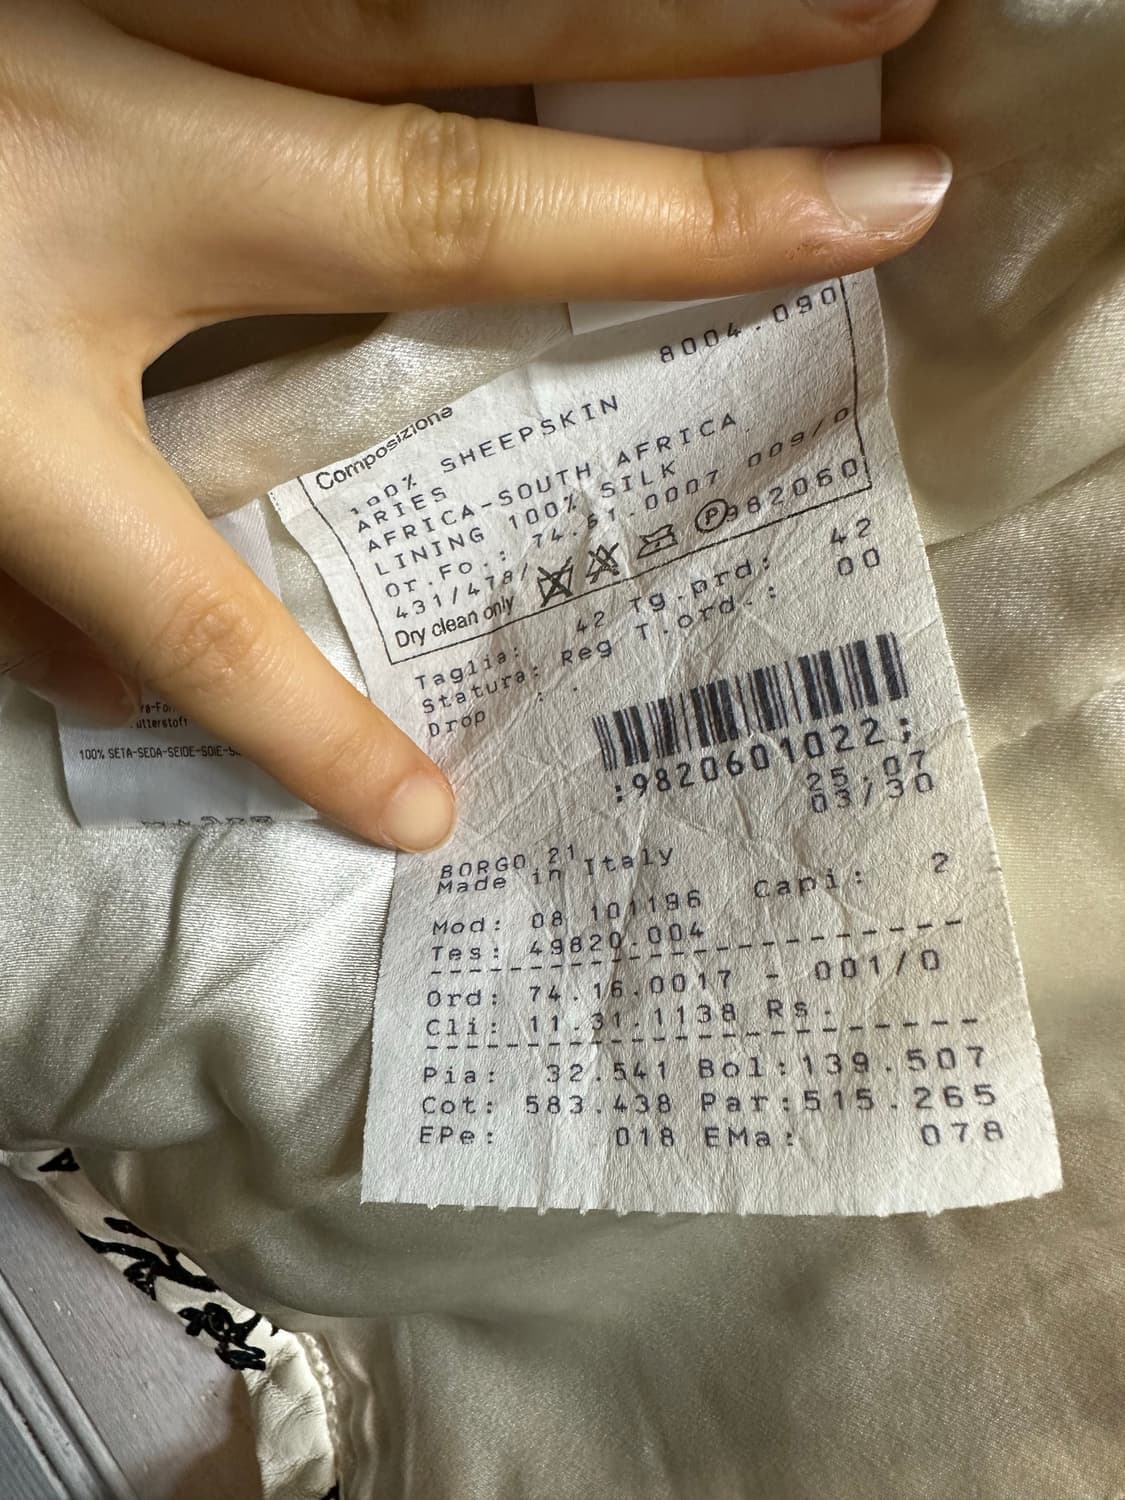 8004.090
Composizione
100% SHEEPSKIN
ARIES
AFRICA-SOUTH AFRICA.
LINING 100% SILK
Or.Fo.: 74.61.0007 009/0
431/478/ P 982060
Dry clean only
Taglia: 42 Tg.ord: 42
Statura: Reg T.ord.: 00
Drop : .
:9820601022;
25.07
03/30
BORGO 21
Made in Italy
Capi: 2
Mod: 08 101196
Tes: 49820.004
Ord: 74.16.0017 - 001/0
Cli: 11.31.1138 Rs.
Pia: 32.541 Bol:139.507
Cot: 583.438 Par:515.265
EPe: 018 EMa: 078
utterstoff
100% SETA-SEDA-SEIDE-SOIE-